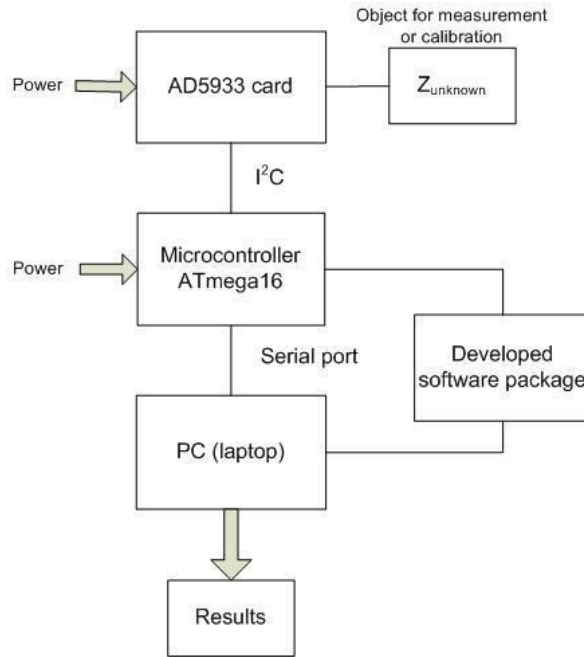 Object for measurement
or calibration
Power
AD5933 card
Zunknown
I²C
Power
Microcontroller
ATmega16
Serial port
Developed
software package
PC (laptop)
Results